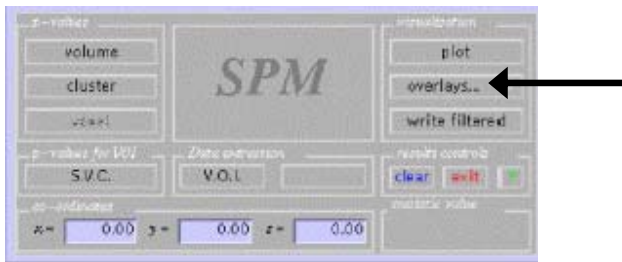 p-values
visualization
volume
cluster
voxel
SPM
plot
overlays...
write filtered
p-values for VOI
S.V.C.
Data extraction
V.O.I.
results controls
clear exit
co-ordinates
x = 0.00 y = 0.00 z = 0.00
statistic value